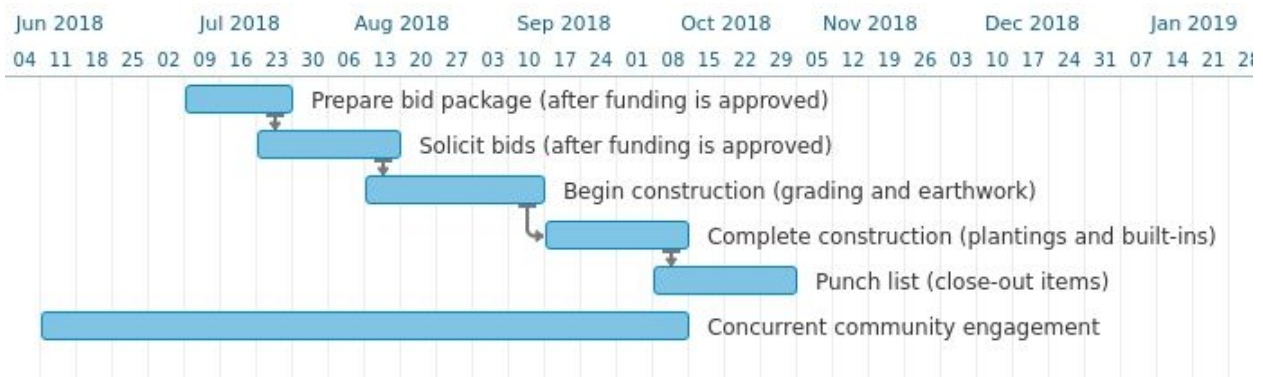 Jun 2018 Jul 2018 Aug 2018 Sep 2018 Oct 2018 Nov 2018 Dec 2018 Jan 2019
04 11 18 25 02 09 16 23 30 06 13 20 27 03 10 17 24 01 08 15 22 29 05 12 19 26 03 10 17 24 31 07 14 21 28
Prepare bid package (after funding is approved)
Solicit bids (after funding is approved)
Begin construction (grading and earthwork)
Complete construction (plantings and built-ins)
Punch list (close-out items)
Concurrent community engagement